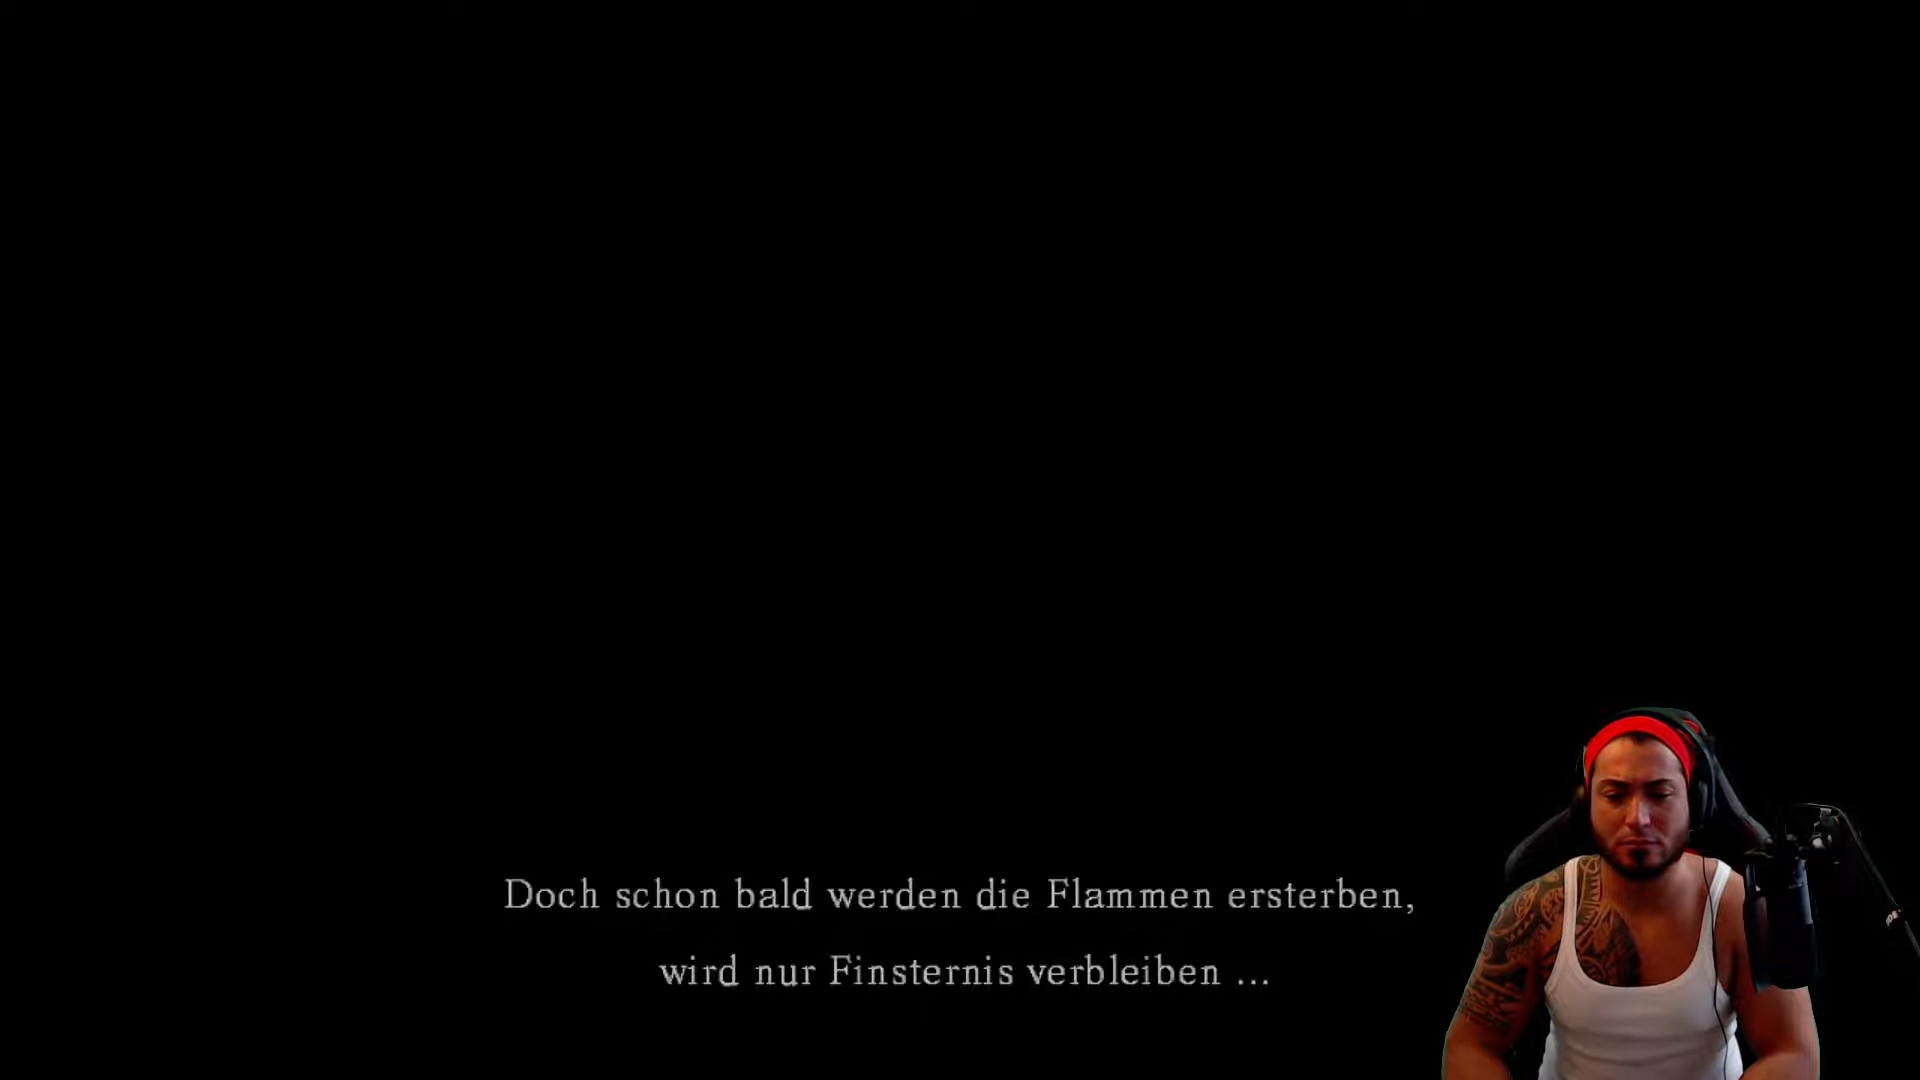 Doch schon bald werden die Flammen ersterben,
wird nur Finsternis verbleiben ...